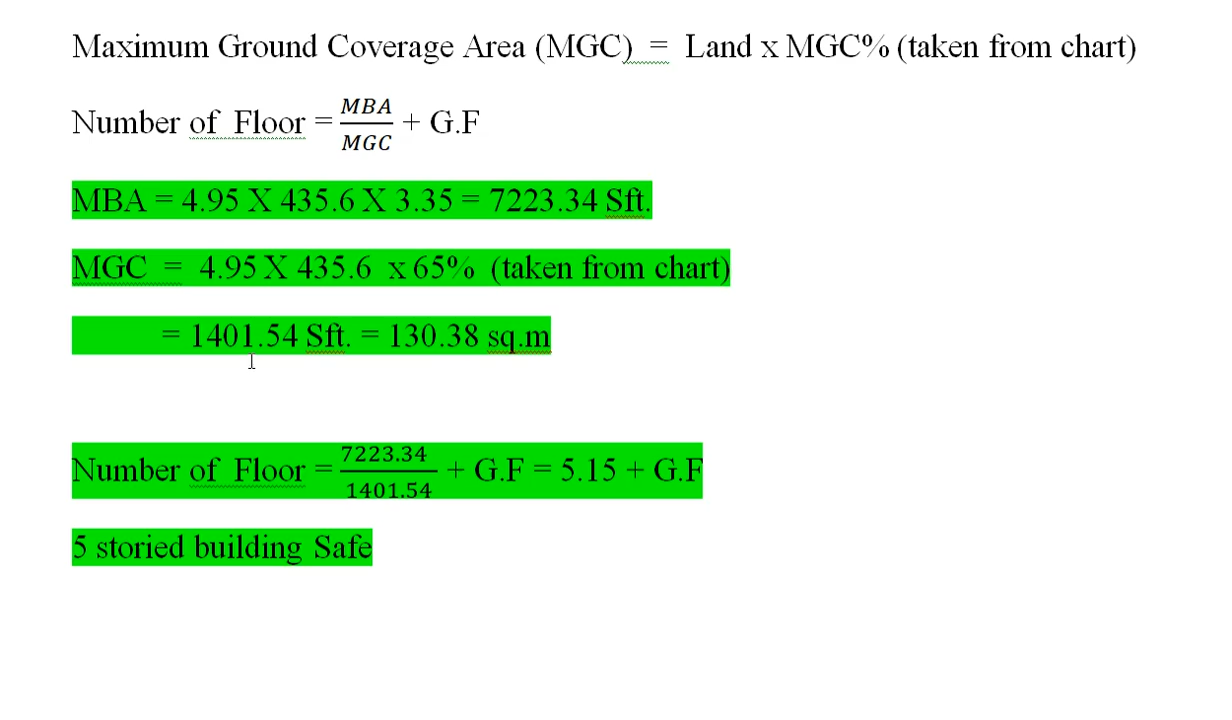 Maximum Ground Coverage Area (MGC) = Land x MGC% (taken from chart)
Number of Floor = MBA/MGC + G.F
MBA = 4.95 X 435.6 X 3.35 = 7223.34 Sft.
MGC = 4.95 X 435.6 x 65% (taken from chart)
= 1401.54 Sft. = 130.38 sq.m
Number of Floor = 7223.34/1401.54 + G.F = 5.15 + G.F
5 storied building Safe